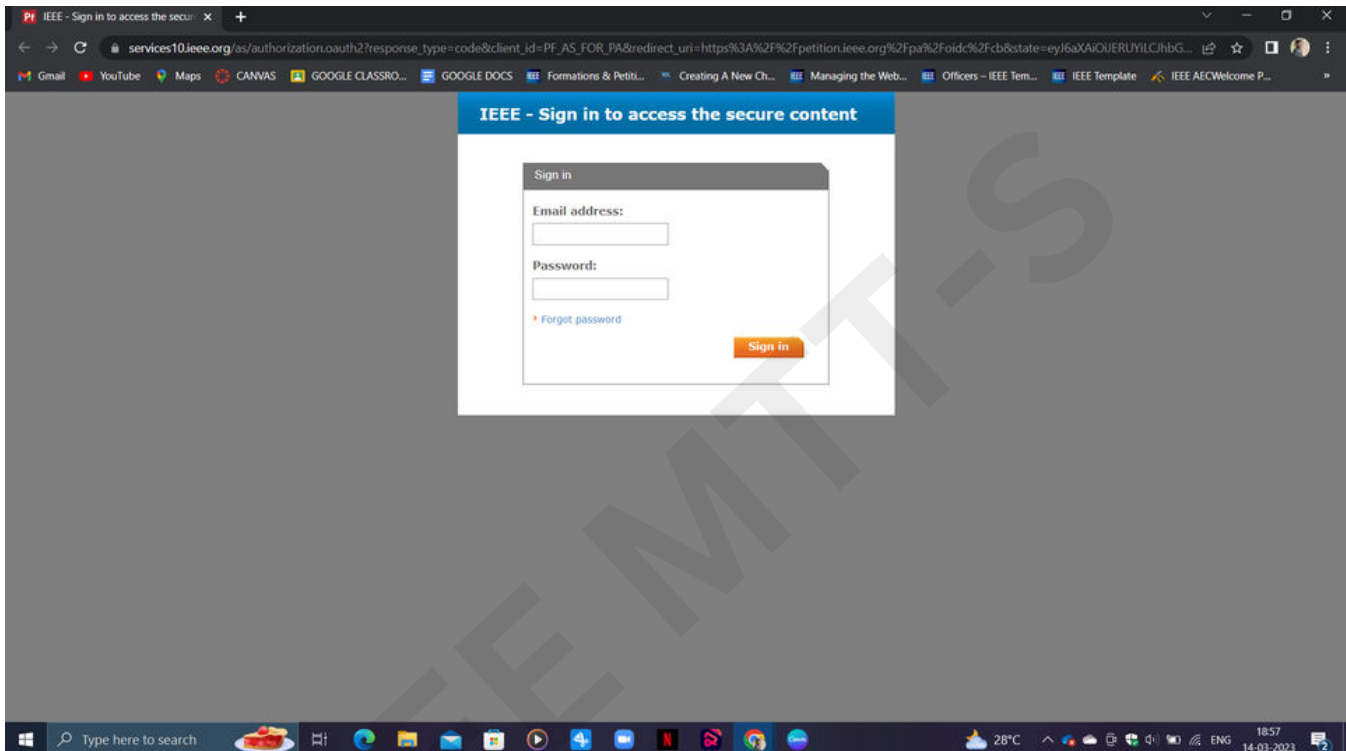 Pf IEEE - Sign in to access the secur
services10.ieee.org/as/authorization.oauth2?response_type=code&client_id=PF_AS_FOR_PA&redirect_uri=https%3A%2F%2Fpetition.ieee.org%2Fpa%2Foidc%2Fcb&state=eyJ6aXAiOiJERUYiLCJhbG...
Gmail YouTube Maps CANVAS GOOGLE CLASSRO... GOOGLE DOCS Formations & Petiti... Creating A New Ch... Managing the Web... Officers – IEEE Tem... IEEE Template IEEE AECWelcome P... »
IEEE - Sign in to access the secure content
Sign in
Email address:
Password:
Forgot password
Sign in
EE MTT-S
Type here to search 28°C ENG 18:57
14-03-2023 2